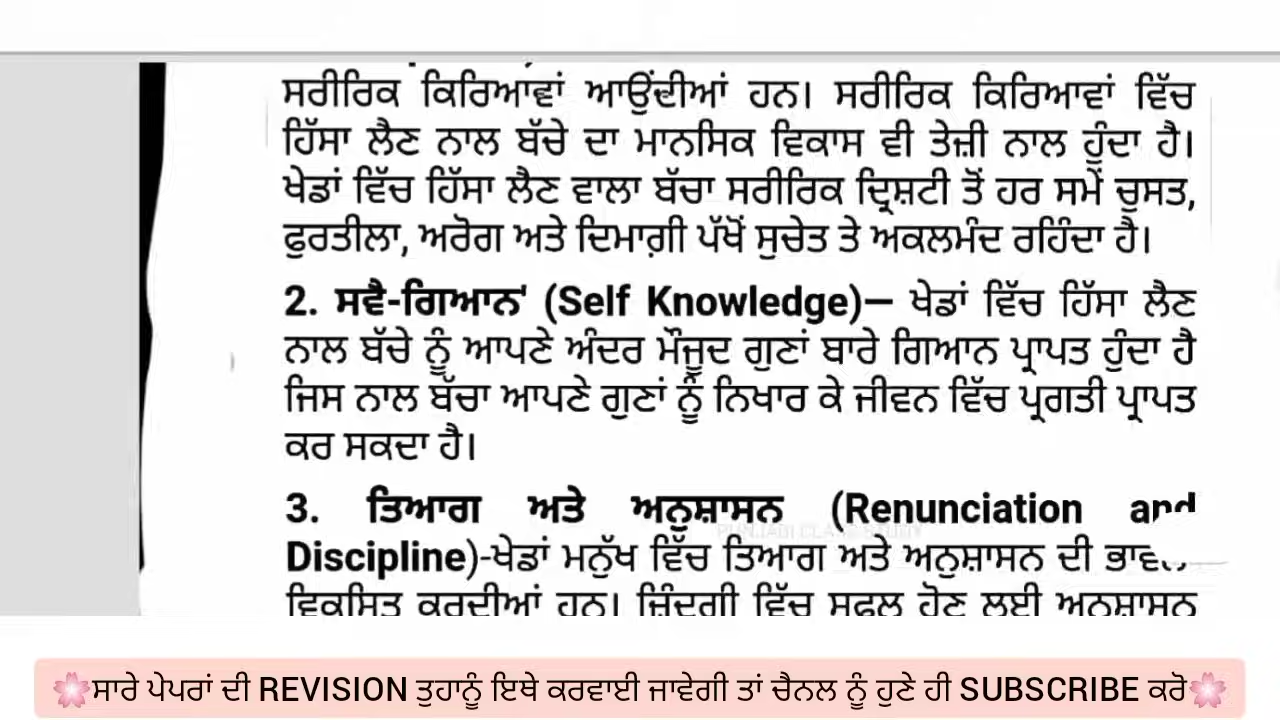 ਸਰੀਰਿਕ ਕਿਰਿਆਵਾਂ ਆਉਂਦੀਆਂ ਹਨ। ਸਰੀਰਿਕ ਕਿਰਿਆਵਾਂ ਵਿੱਚ
ਹਿੱਸਾ ਲੈਣ ਨਾਲ ਬੱਚੇ ਦਾ ਮਾਨਸਿਕ ਵਿਕਾਸ ਵੀ ਤੇਜ਼ੀ ਨਾਲ ਹੁੰਦਾ ਹੈ।
ਖੇਡਾਂ ਵਿੱਚ ਹਿੱਸਾ ਲੈਣ ਵਾਲਾ ਬੱਚਾ ਸਰੀਰਿਕ ਦ੍ਰਿਸ਼ਟੀ ਤੋਂ ਹਰ ਸਮੇਂ ਚੁਸਤ,
ਫੁਰਤੀਲਾ, ਅਰੋਗ ਅਤੇ ਦਿਮਾਗ਼ੀ ਪੱਖੋਂ ਸੁਚੇਤ ਤੇ ਅਕਲਮੰਦ ਰਹਿੰਦਾ ਹੈ।
2. ਸਵੈ-ਗਿਆਨ' (Self Knowledge)— ਖੇਡਾਂ ਵਿੱਚ ਹਿੱਸਾ ਲੈਣ
ਨਾਲ ਬੱਚੇ ਨੂੰ ਆਪਣੇ ਅੰਦਰ ਮੌਜੂਦ ਗੁਣਾਂ ਬਾਰੇ ਗਿਆਨ ਪ੍ਰਾਪਤ ਹੁੰਦਾ ਹੈ
ਜਿਸ ਨਾਲ ਬੱਚਾ ਆਪਣੇ ਗੁਣਾਂ ਨੂੰ ਨਿਖਾਰ ਕੇ ਜੀਵਨ ਵਿੱਚ ਪ੍ਰਗਤੀ ਪ੍ਰਾਪਤ
ਕਰ ਸਕਦਾ ਹੈ।
3. ਤਿਆਗ ਅਤੇ ਅਨੁਸ਼ਾਸਨ (Renunciation and
PUNJABI CLASS STUDY
Discipline)-ਖੇਡਾਂ ਮਨੁੱਖ ਵਿੱਚ ਤਿਆਗ ਅਤੇ ਅਨੁਸ਼ਾਸਨ ਦੀ
ਵਿਕਸਿਤ ਕਰਦੀਆਂ ਹਨ। ਜ਼ਿੰਦਗੀ ਵਿੱਚ ਸਫਲ ਹੋਣ ਲਈ ਅਨੁਸ਼ਾਸਨ
🌸ਸਾਰੇ ਪੇਪਰਾਂ ਦੀ REVISION ਤੁਹਾਨੂੰ ਇਥੇ ਕਰਵਾਈ ਜਾਵੇਗੀ ਤਾਂ ਚੈਨਲ ਨੂੰ ਹੁਣੇ ਹੀ SUBSCRIBE ਕਰੋ🌸